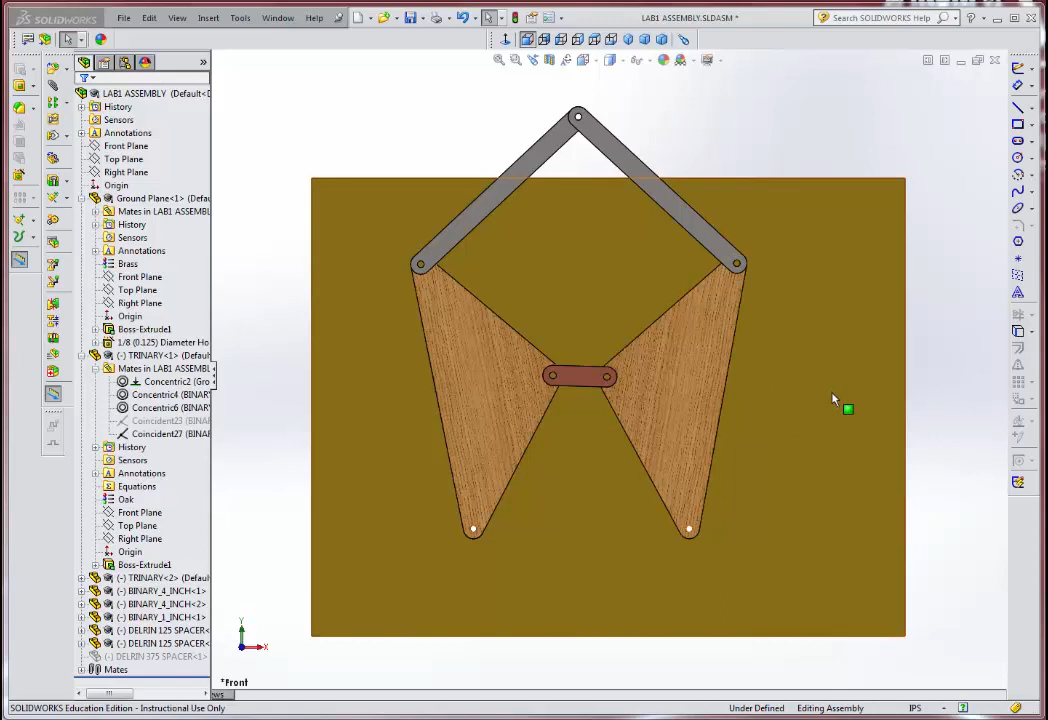 SOLIDWORKS File Edit View Insert Tools Window Help LAB1 ASSEMBLY.SLDASM * Search SOLIDWORKS Help
LAB1 ASSEMBLY (Default<D
History
Sensors
Annotations
Front Plane
Top Plane
Right Plane
Origin
Ground Plane<1> (Default
Mates in LAB1 ASSEMBL
History
Sensors
Annotations
Brass
Front Plane
Top Plane
Right Plane
Origin
Boss-Extrude1
1/8 (0.125) Diameter Ho
(-) TRINARY<1> (Defaul
Mates in LAB1 ASSEMBL
Concentric2 (Gro
Concentric4 (BINAR
Concentric6 (BINAR
Coincident23 (BINAR
Coincident27 (BINAR
History
Sensors
Annotations
Equations
Oak
Front Plane
Top Plane
Right Plane
Origin
Boss-Extrude1
(-) TRINARY<2> (Defaul
(-) BINARY_4_INCH<1>
(-) BINARY_4_INCH<2>
(-) BINARY_1_INCH<1>
(-) DELRIN 125 SPACER<
(-) DELRIN 125 SPACER<
(-) DELRIN 375 SPACER<1>
Mates
Y
X
*Front
ws
SOLIDWORKS Education Edition - Instructional Use Only Under Defined Editing Assembly IPS -